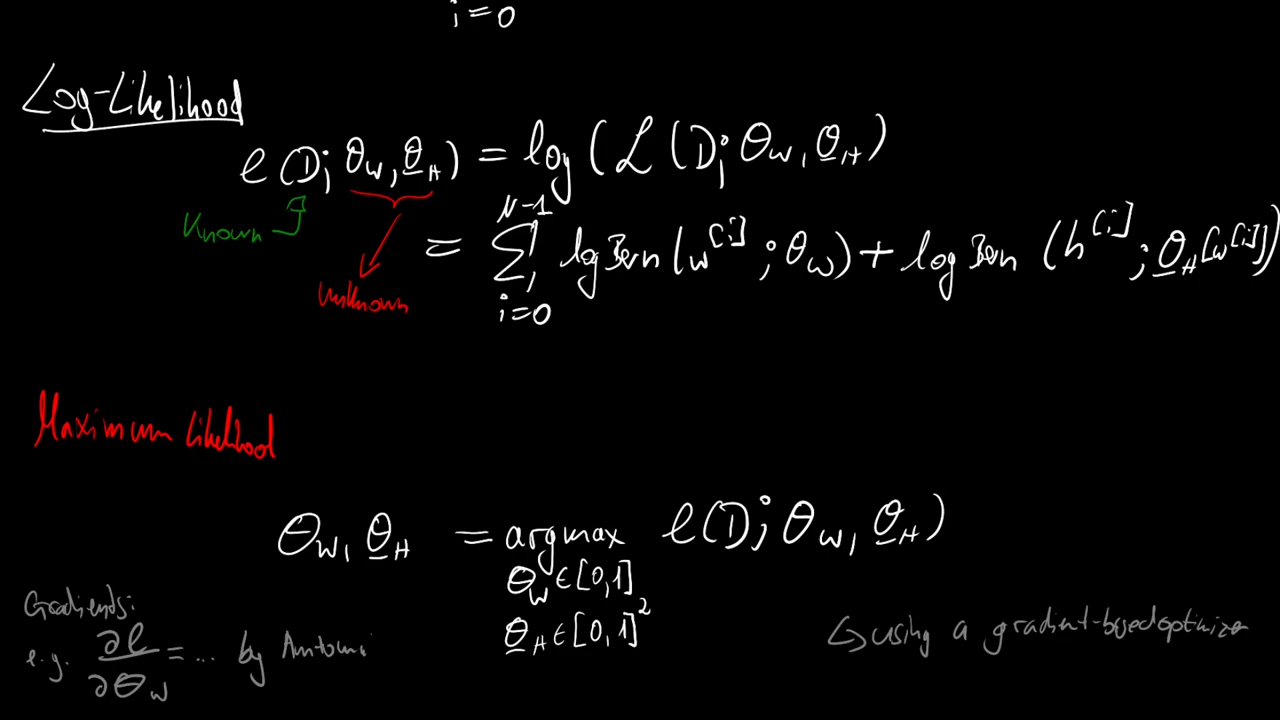 i=0
Log-Likelihood
ℓ(D; θ_W, θ_H) = log(ℒ(D; θ_W, θ_H)
Known
Unknown
= ∑_{i=0}^{N-1} log Bern(w^[i]; θ_W) + log Bern(h^[i]; θ_H[w^[i]])
Maximum Likelihood
θ_W, θ_H = argmax ℓ(D; θ_W, θ_H)
θ_W ∈ [0,1]
θ_H ∈ [0,1]²
Gradients:
e.g. ∂ℓ/∂θ_W = ... by
↳ using a gradient-based optimizer